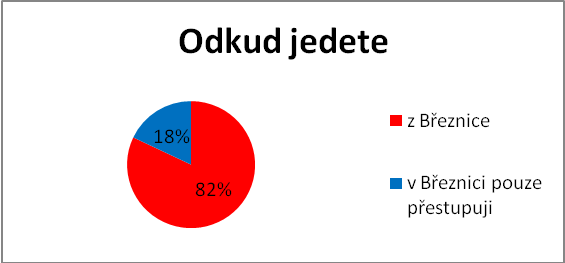 Odkud jedete
18%
82%
z Březnice
v Březnici pouze
přestupuji